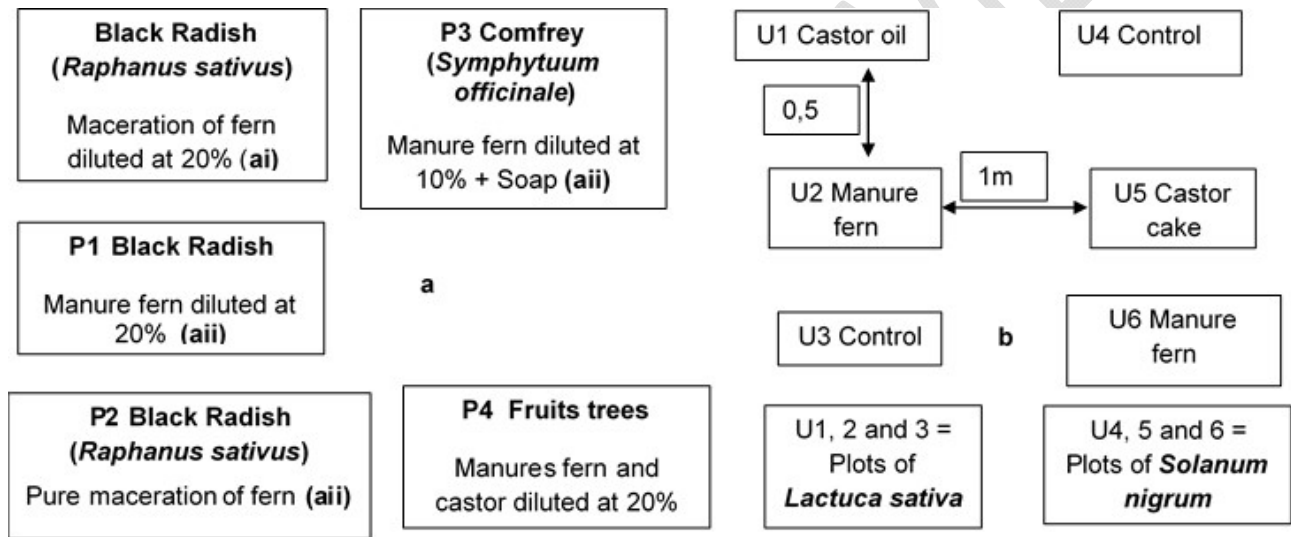 Black Radish
(Raphanus sativus)
Maceration of fern
diluted at 20% (ai)
P3 Comfrey
(Symphytuum
officinale)
Manure fern diluted at
10% + Soap (aii)
P1 Black Radish
Manure fern diluted at
20% (aii)
a
P2 Black Radish
(Raphanus sativus)
Pure maceration of fern (aii)
P4 Fruits trees
Manures fern and
castor diluted at 20%
U1 Castor oil
U4 Control
0,5
U2 Manure
fern
1m
U5 Castor
cake
U3 Control
b
U6 Manure
fern
U1, 2 and 3 =
Plots of
Lactuca sativa
U4, 5 and 6 =
Plots of Solanum
nigrum